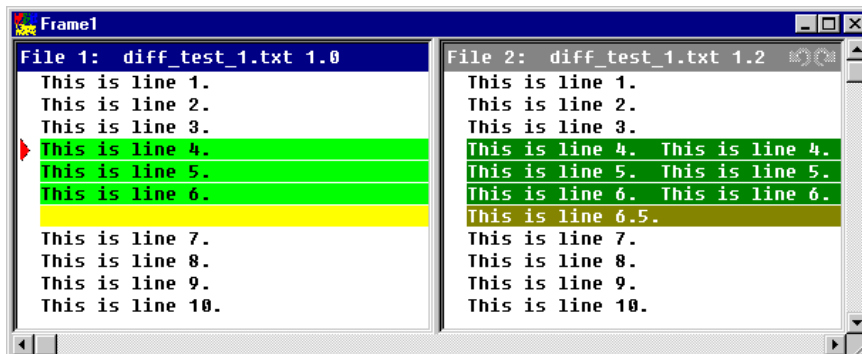 Frame1
File 1:  diff_test_1.txt 1.0
This is line 1.
This is line 2.
This is line 3.
This is line 4.
This is line 5.
This is line 6.
This is line 7.
This is line 8.
This is line 9.
This is line 10.
File 2:  diff_test_1.txt 1.2
This is line 1.
This is line 2.
This is line 3.
This is line 4.  This is line 4.
This is line 5.  This is line 5.
This is line 6.  This is line 6.
This is line 6.5.
This is line 7.
This is line 8.
This is line 9.
This is line 10.